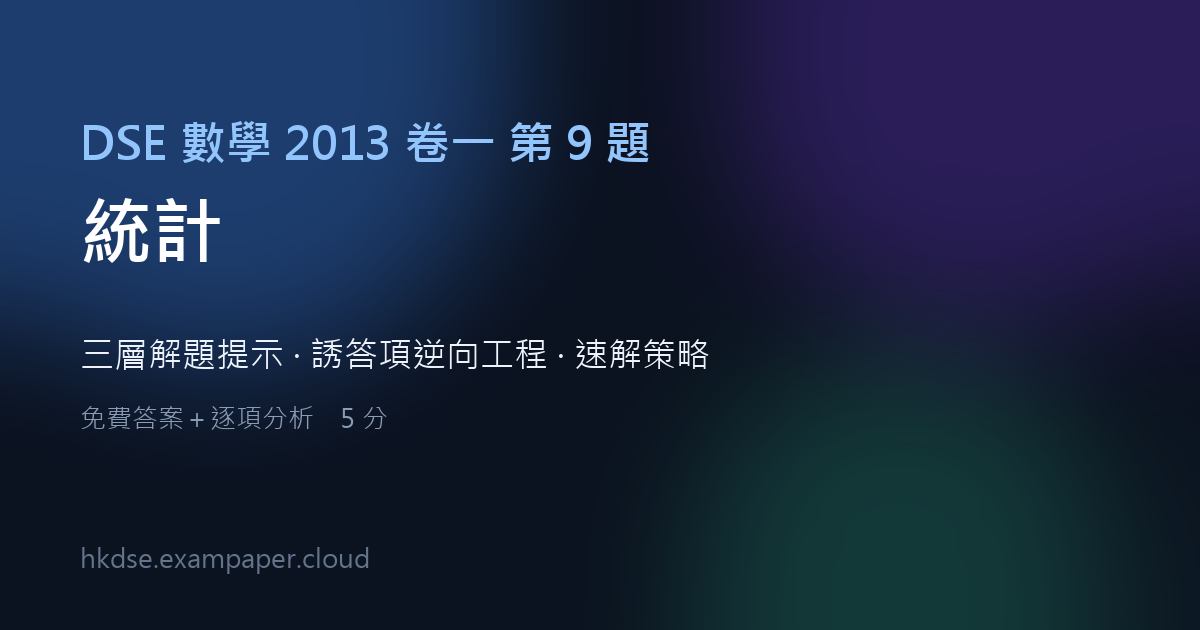 DSE 數學 2013 卷一 第 9 題
統計
三層解題提示 · 誘答項逆向工程 · 速解策略
免費答案 + 逐項分析 5 分
hkdse.exampaper.cloud